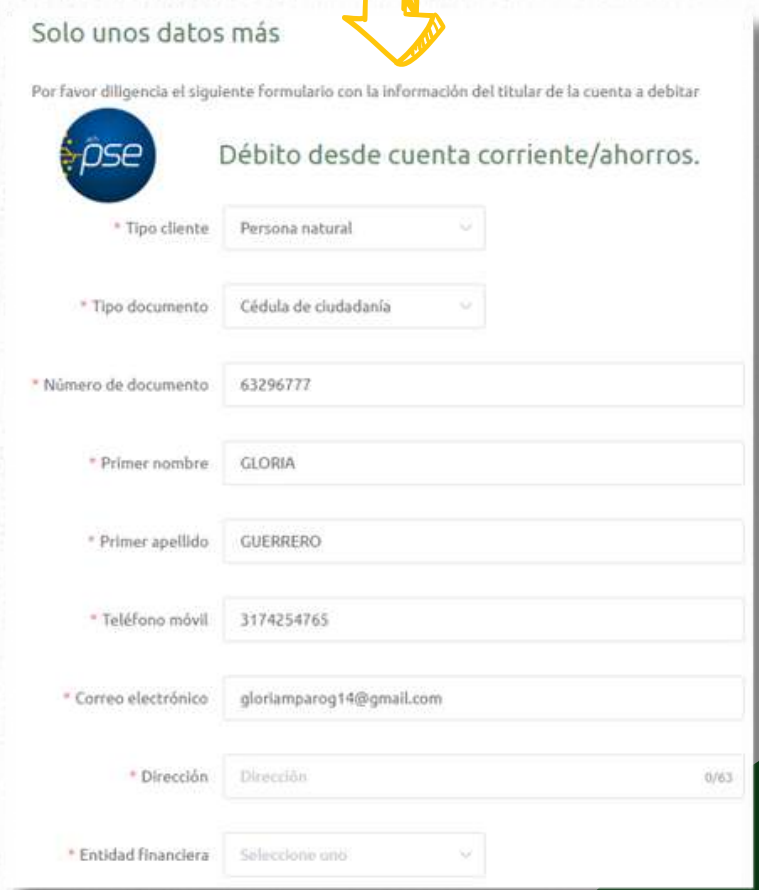 Solo unos datos más
Por favor diligencia el siguiente formulario con la información del titular de la cuenta a debitar
ach
pse
Débito desde cuenta corriente/ahorros.
* Tipo cliente Persona natural
* Tipo documento Cédula de ciudadanía
* Número de documento 63296777
* Primer nombre GLORIA
* Primer apellido GUERRERO
* Teléfono móvil 3174254765
* Correo electrónico gloriamparog14@gmail.com
* Dirección Dirección 0/63
* Entidad financiera Seleccione uno